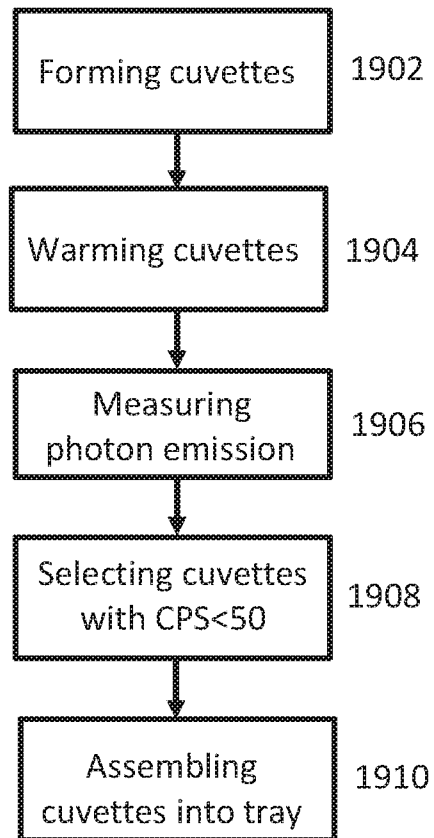 Forming cuvettes 1902
Warming cuvettes 1904
Measuring
photon emission
1906
Selecting cuvettes
with CPS<50
1908
Assembling
cuvettes into tray
1910